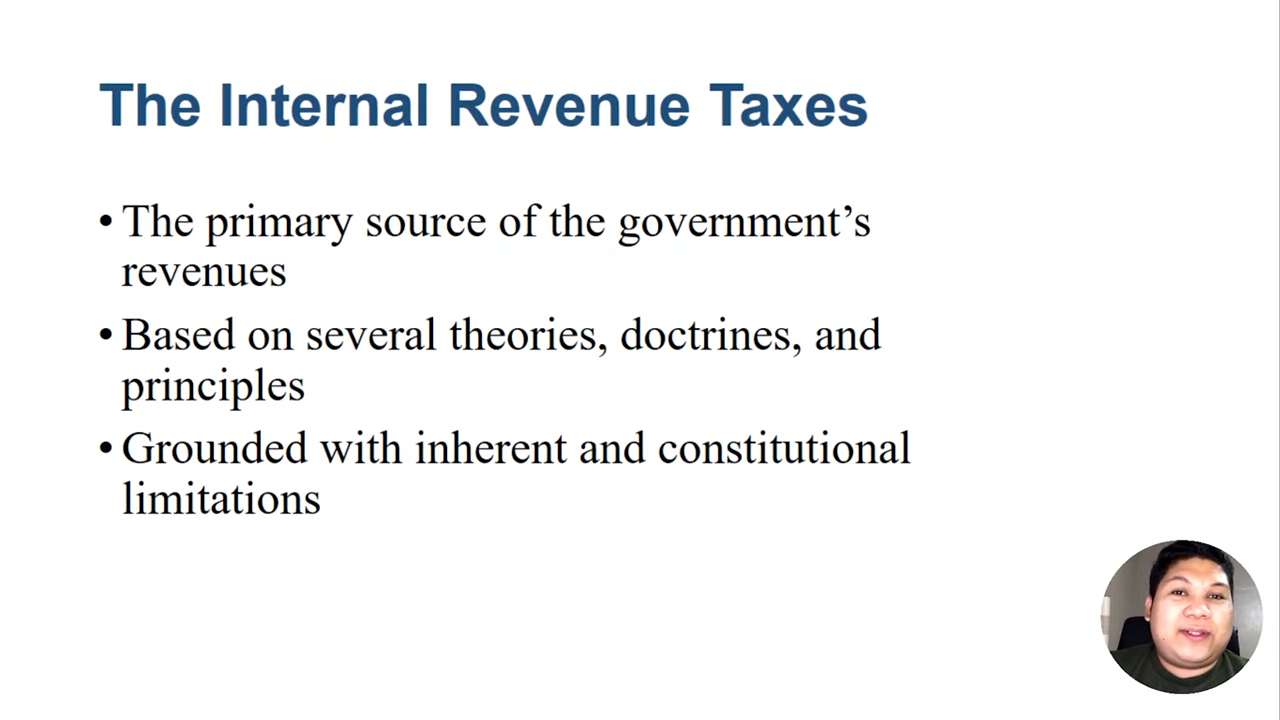 The Internal Revenue Taxes
• The primary source of the government’s
revenues
• Based on several theories, doctrines, and
principles
• Grounded with inherent and constitutional
limitations